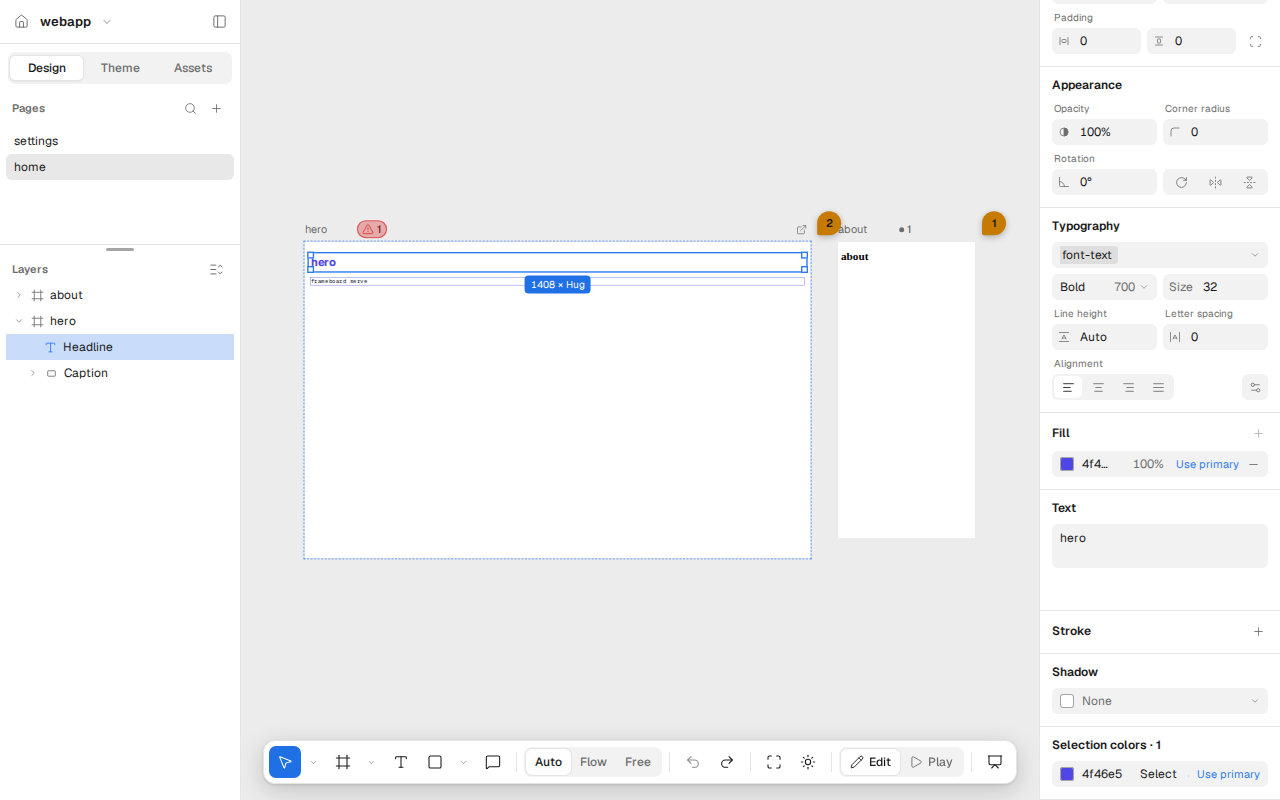 webapp
Design
Theme
Assets
Pages
settings
home
Layers
about
hero
Headline
Caption
hero
1
2
about
1
1
hero
frameboard serve
1408 × Hug
about
Auto
Flow
Free
Edit
Play
Padding
0
0
Appearance
Opacity
Corner radius
100%
0
Rotation
0°
Typography
font-text
Bold
700
Size
32
Line height
Letter spacing
Auto
0
Alignment
Fill
4f4...
100%
Use primary
Text
hero
Stroke
Shadow
None
Selection colors · 1
4f46e5
Select
Use primary